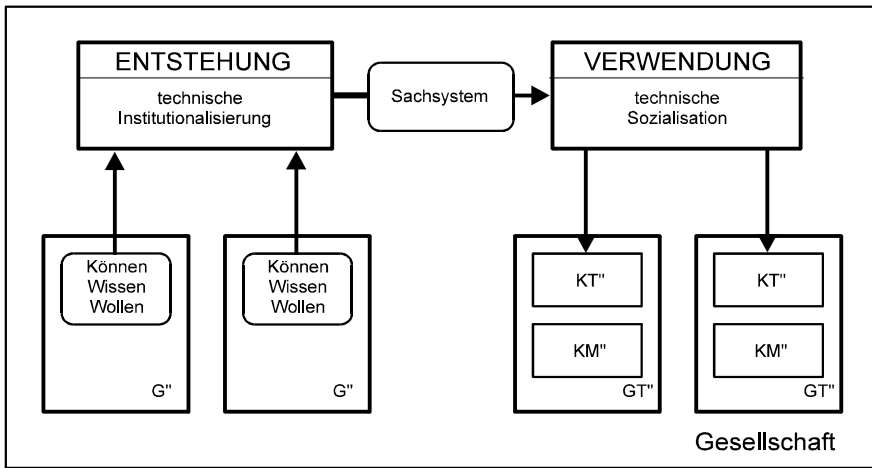 ENTSTEHUNG
technische
Institutionalisierung
Sachsystem
VERWENDUNG
technische
Sozialisation
Können
Wissen
Wollen
G"
Können
Wissen
Wollen
G"
KT"
KM"
GT"
KT"
KM"
GT"
Gesellschaft